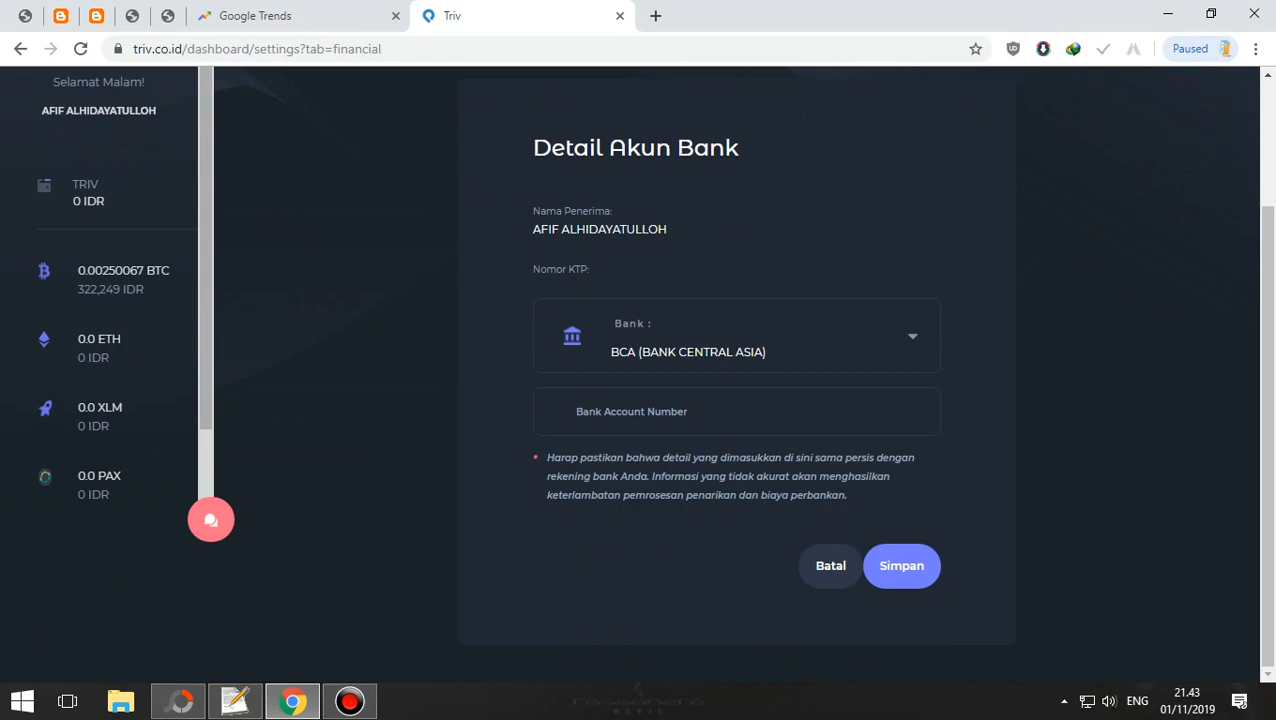 Google Trends
Triv
triv.co.id/dashboard/settings?tab=financial
Paused
Selamat Malam!
AFIF ALHIDAYATULLOH
TRIV
0 IDR
0.00250067 BTC
322,249 IDR
0.0 ETH
0 IDR
0.0 XLM
0 IDR
0.0 PAX
0 IDR
Detail Akun Bank
Nama Penerima:
AFIF ALHIDAYATULLOH
Nomor KTP:
Bank :
BCA (BANK CENTRAL ASIA)
Bank Account Number
* Harap pastikan bahwa detail yang dimasukkan di sini sama persis dengan
rekening bank Anda. Informasi yang tidak akurat akan menghasilkan
keterlambatan pemrosesan penarikan dan biaya perbankan.
Batal
Simpan
ENG
21.43
01/11/2019